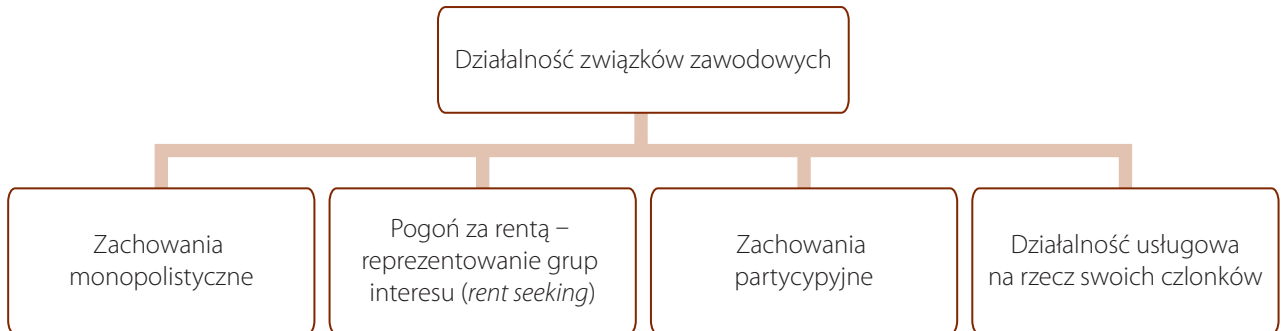 Działalność związków zawodowych
Zachowania
monopolistyczne
Pogoń za rentą –
reprezentowanie grup
interesu (rent seeking)
Zachowania
partycypyjne
Działalność usługowa
na rzecz swoich członków